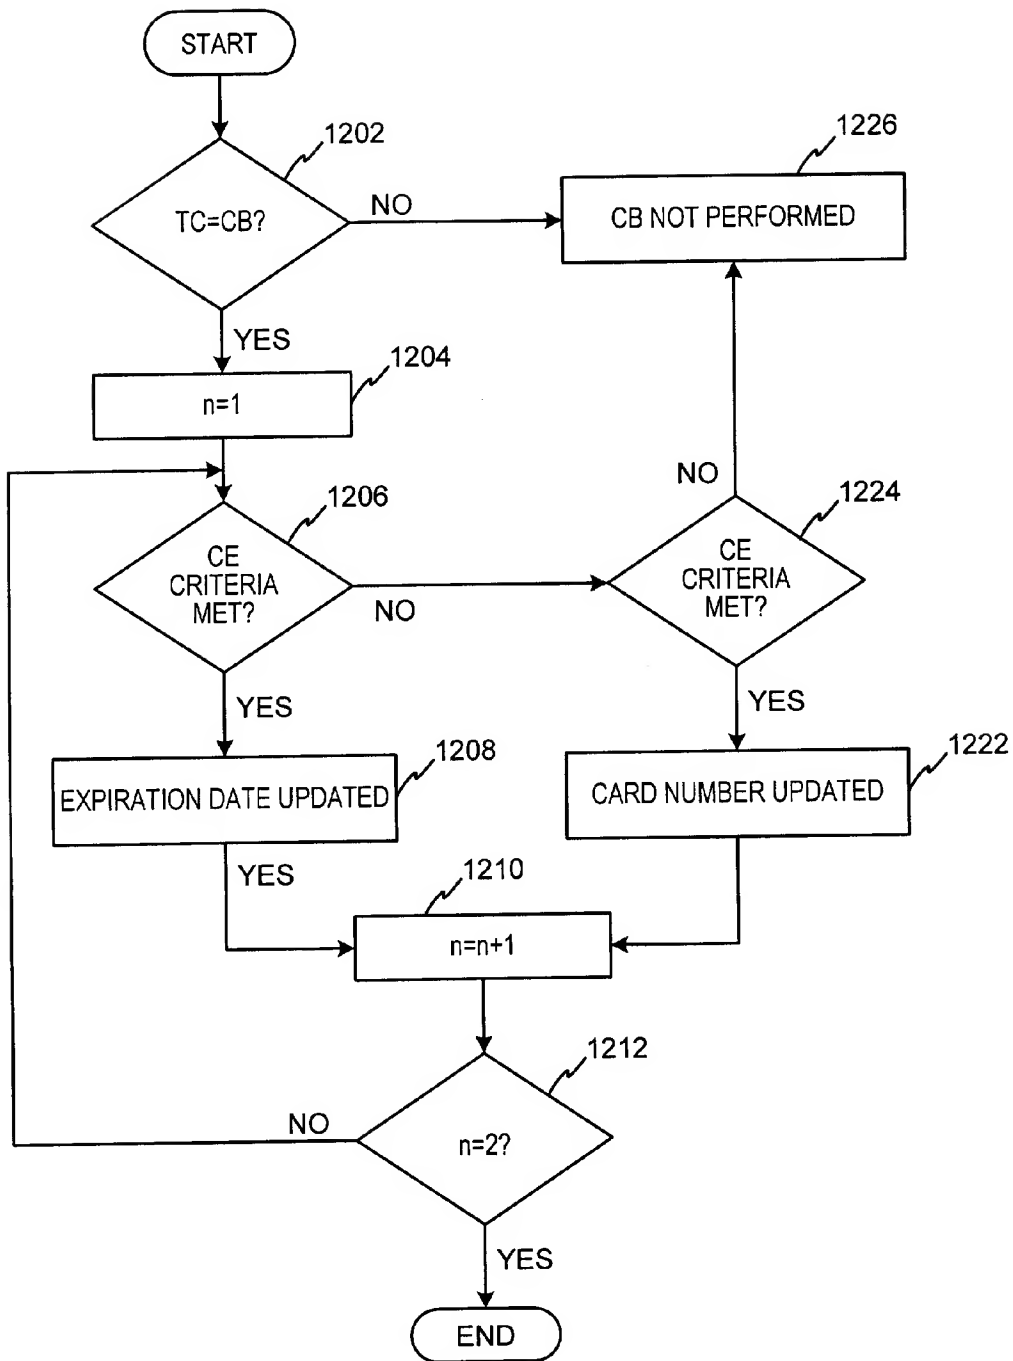 START
1202
TC=CB?
NO
1226
CB NOT PERFORMED
YES
1204
n=1
1206
CE
CRITERIA
MET?
NO
NO
1224
CE
CRITERIA
MET?
YES
YES
1208
EXPIRATION DATE UPDATED
1222
CARD NUMBER UPDATED
YES
1210
n=n+1
1212
n=2?
NO
YES
END